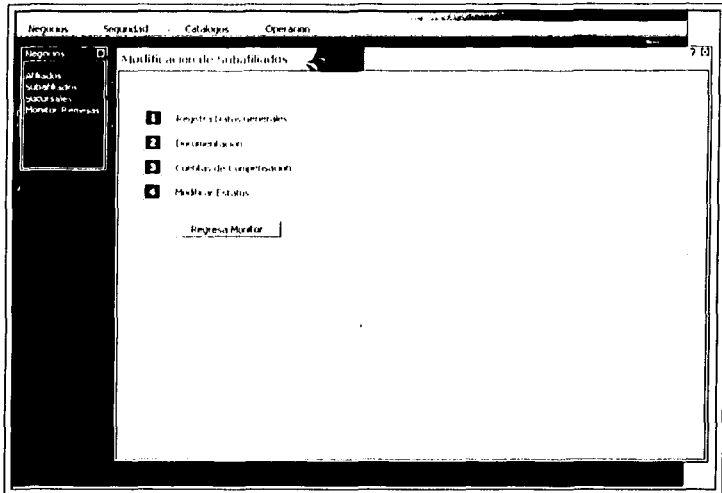 Negocios Seguridad Catalogos Operacion
Negocios
Modificacion de Subafiliados
Afiliados
Subafiliados
Sucursales
Monitor Remesas
1 Registra Datos Generales
2 Documentacion
3 Cuentas de Compensacion
4 Modificar Estatus
Regresa Monitor